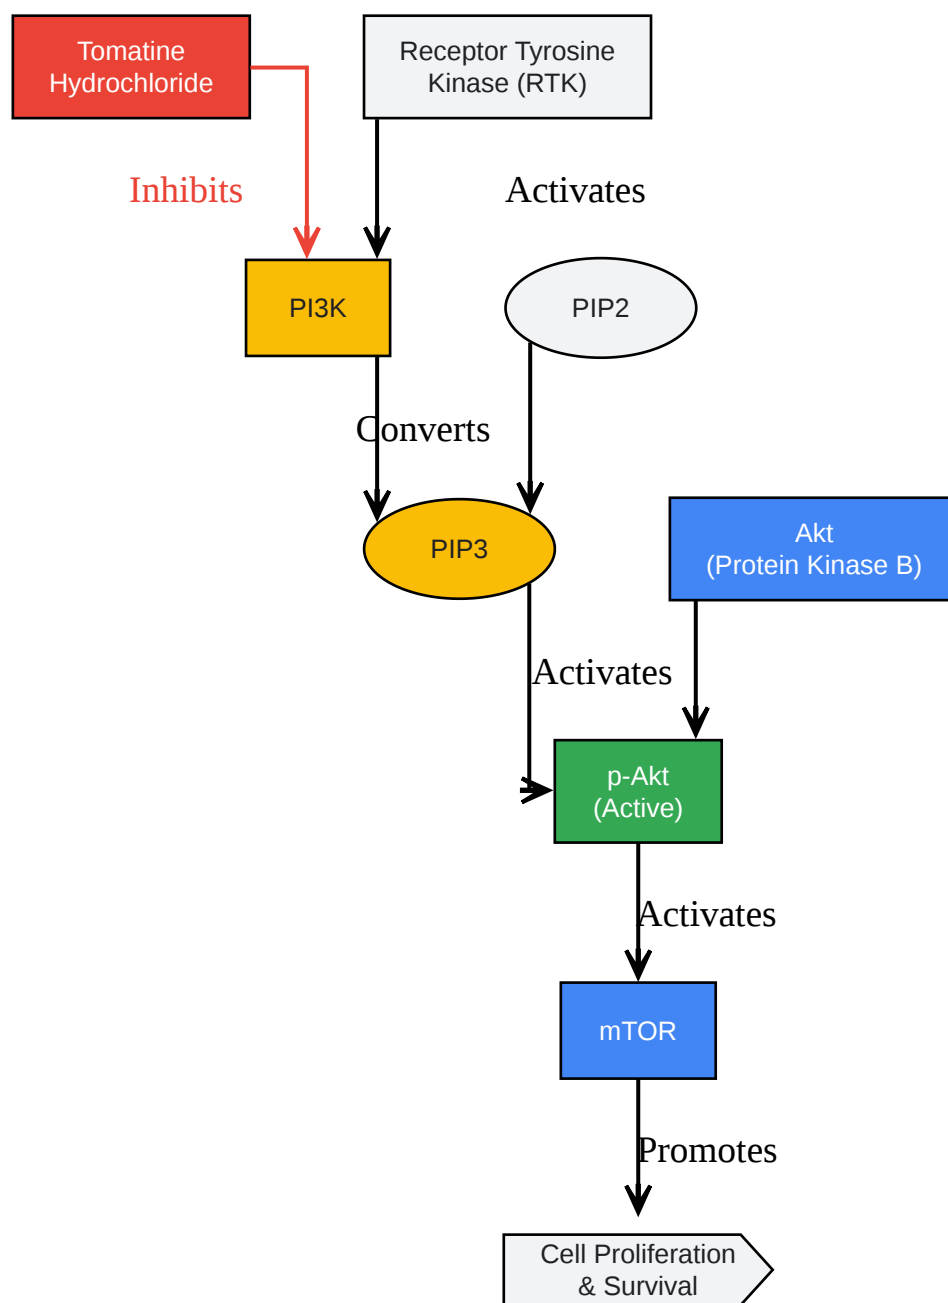 Tomatine
Hydrochloride
Receptor Tyrosine
Kinase (RTK)
Inhibits
Activates
PI3K
PIP2
Converts
PIP3
Akt
(Protein Kinase B)
Activates
p-Akt
(Active)
Activates
mTOR
Promotes
Cell Proliferation
& Survival